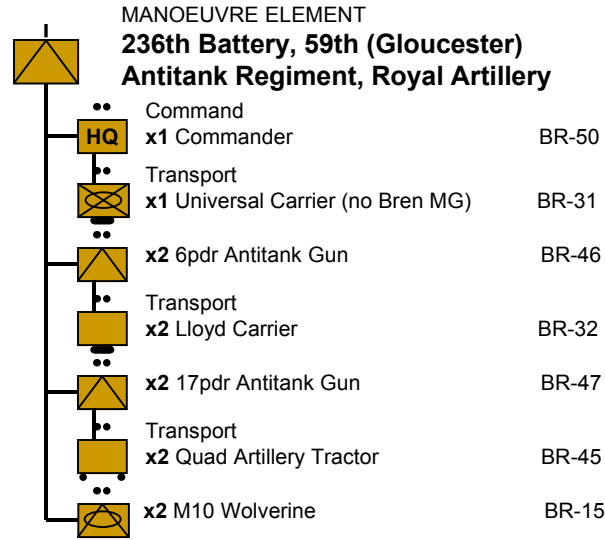 MANOEUVRE ELEMENT
236th Battery, 59th (Gloucester)
Antitank Regiment, Royal Artillery
Command
HQ x1 Commander BR-50
Transport
x1 Universal Carrier (no Bren MG) BR-31
x2 6pdr Antitank Gun BR-46
Transport
x2 Lloyd Carrier BR-32
x2 17pdr Antitank Gun BR-47
Transport
x2 Quad Artillery Tractor BR-45
x2 M10 Wolverine BR-15